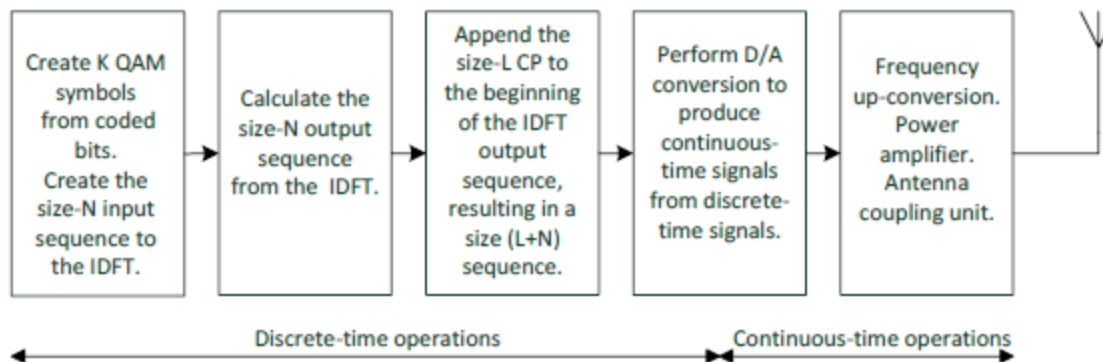 Create K QAM
symbols
from coded
bits.
Create the
size-N input
sequence to
the IDFT.
Calculate the
size-N output
sequence
from the IDFT.
Append the
size-L CP to
the beginning
of the IDFT
output
sequence,
resulting in a
size (L+N)
sequence.
Perform D/A
conversion to
produce
continuous-
time signals
from discrete-
time signals.
Frequency
up-conversion.
Power
amplifier.
Antenna
coupling unit.
Discrete-time operations
Continuous-time operations